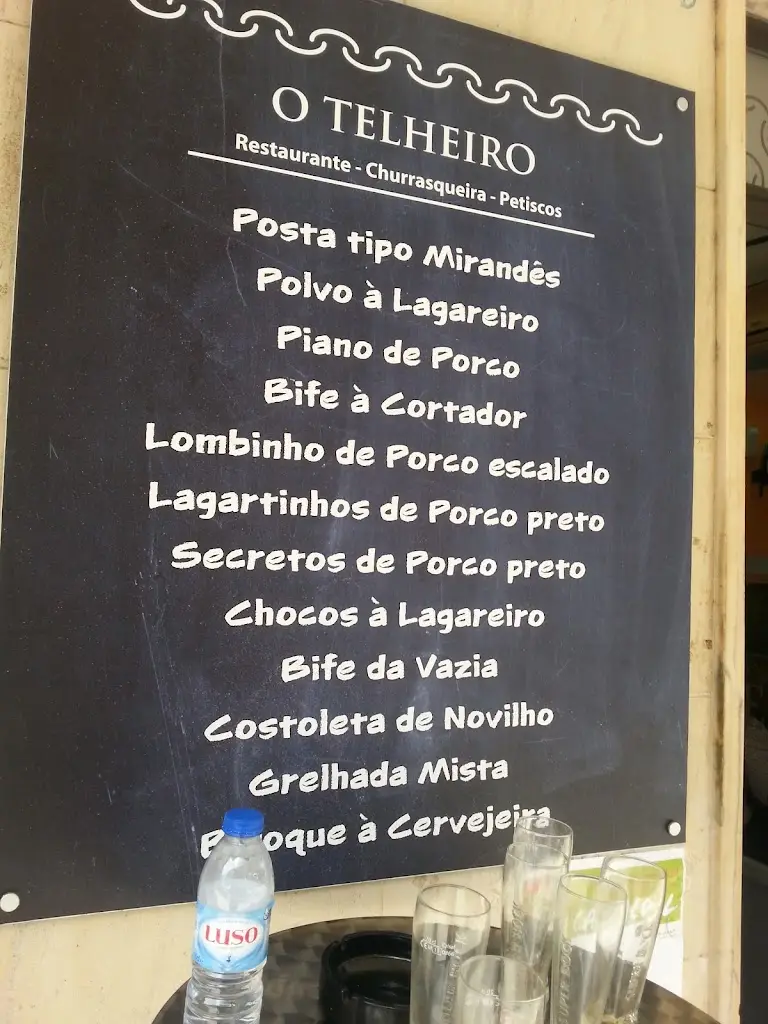 O TELHEIRO
Restaurante - Churrasqueira - Petiscos
Posta tipo Mirandês
Polvo à Lagareiro
Piano de Porco
Bife à Cortador
Lombinho de Porco escalado
Lagartinhos de Porco preto
Secretos de Porco preto
Chocos à Lagareiro
Bife da Vazia
Costoleta de Novilho
Grelhada Mista
à Cervejeira
LUSO